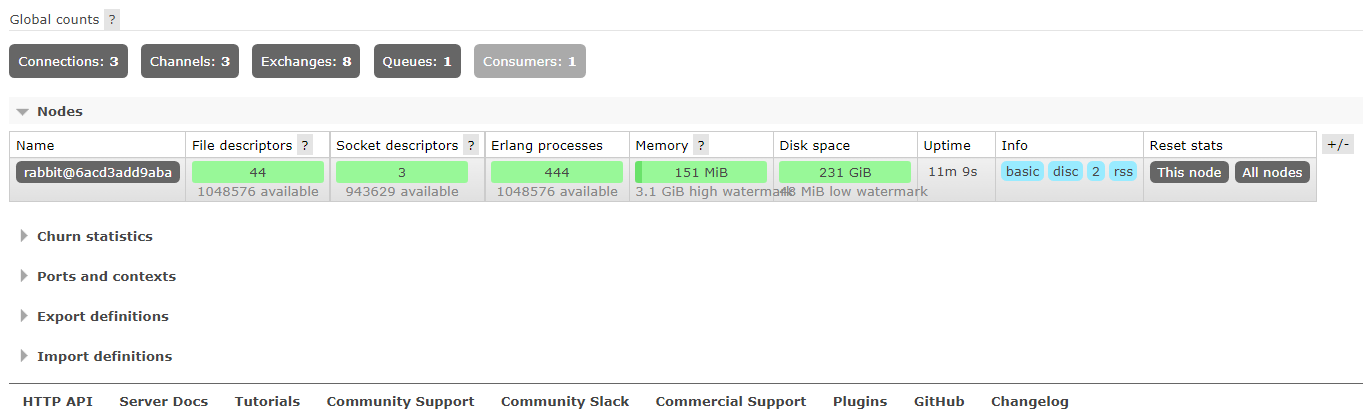 Global counts ?
Connections: 3 Channels: 3 Exchanges: 8 Queues: 1 Consumers: 1
Nodes
Name File descriptors ? Socket descriptors ? Erlang processes Memory ? Disk space Uptime Info Reset stats +/-
rabbit@6acd3add9aba 44 3 444 151 MiB 231 GiB 11m 9s basic disc 2 rss This node All nodes
1048576 available 943629 available 1048576 available 3.1 GiB high watermark 48 MiB low watermark
Churn statistics
Ports and contexts
Export definitions
Import definitions
HTTP API Server Docs Tutorials Community Support Community Slack Commercial Support Plugins GitHub Changelog